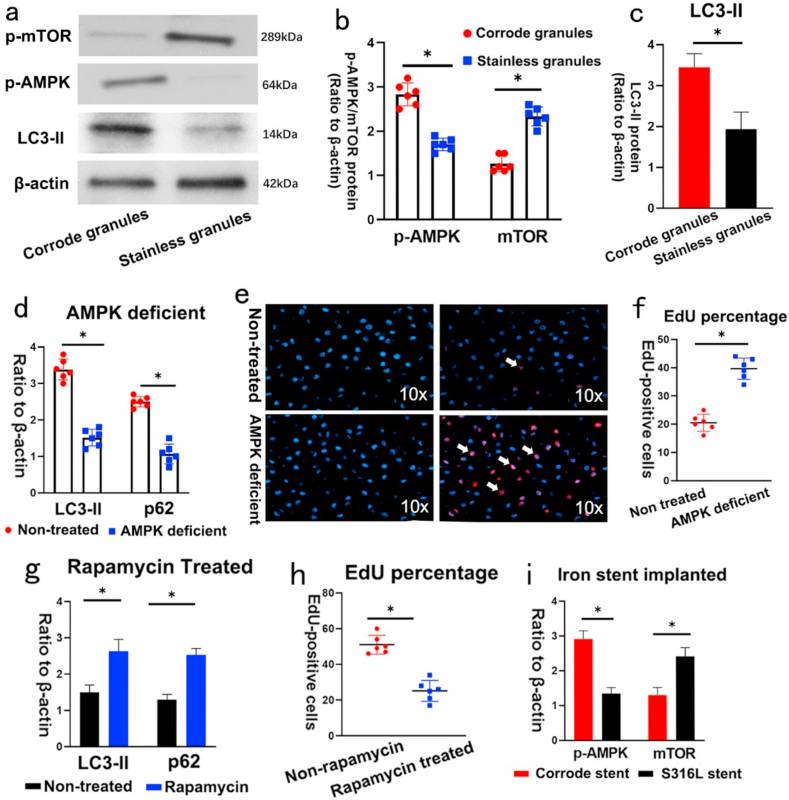 a
p-mTOR
289kDa
p-AMPK
64kDa
LC3-II
14kDa
β-actin
42kDa
Corrode granules
Stainless granules
b
Corrode granules
Stainless granules
p-AMPK/mTOR protein
(Ratio to β-actin)
4
3
2
1
0
*
*
p-AMPK
mTOR
c
LC3-II
LC3-II protein
(Ratio to β-actin)
4
2
0
*
Corrode granules
Stainless granules
d
AMPK deficient
Ratio to β-actin
4
3
2
1
0
*
*
LC3-II
p62
Non-treated
AMPK deficient
e
Non-treated
10x
10x
AMPK deficient
10x
10x
f
EdU percentage
EdU-positive cells
50
40
30
20
10
0
*
Non treated
AMPK deficient
g
Rapamycin Treated
Ratio to β-actin
4
3
2
1
0
*
*
LC3-II
p62
Non-treated
Rapamycin
h
EdU percentage
EdU-positive cells
80
60
40
20
0
*
Non-rapamycin
Rapamycin treated
i
Iron stent implanted
Ratio to β-actin
4
3
2
1
0
*
*
p-AMPK
mTOR
Corrode stent
S316L stent